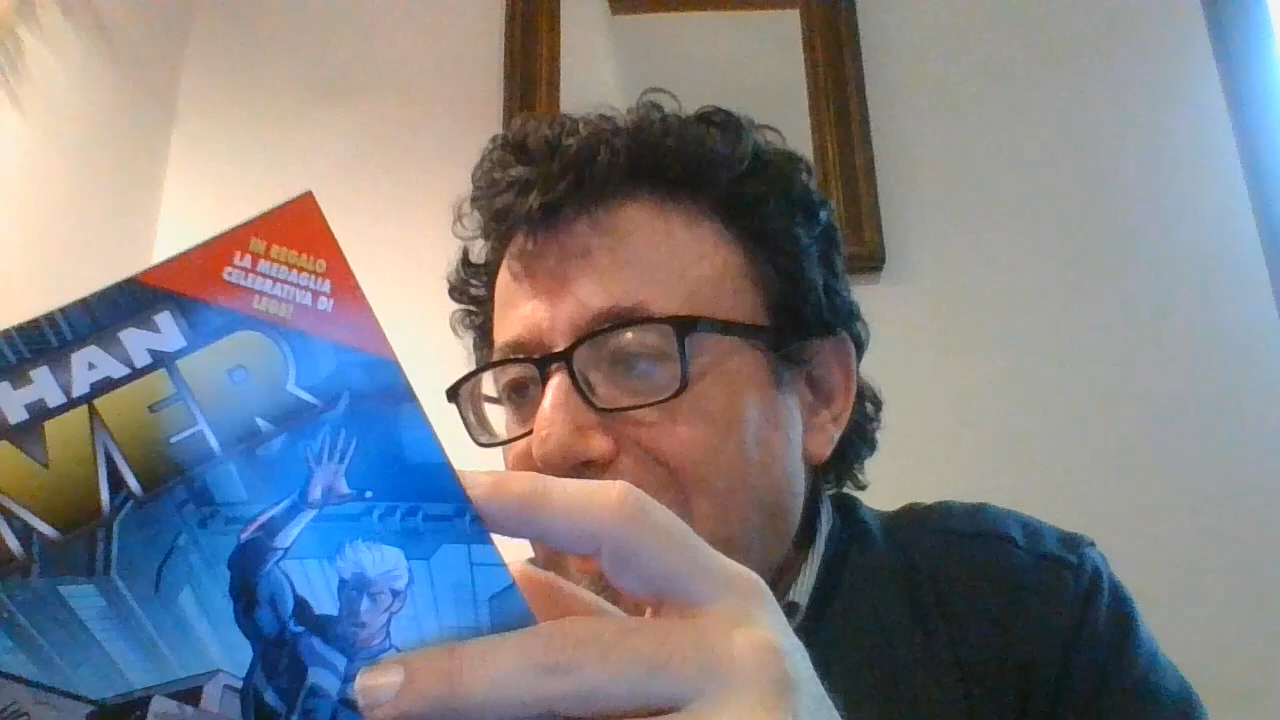 IN REGALO
LA MEDAGLIA
CELEBRATIVA DI
LEGS!
HAN
VER